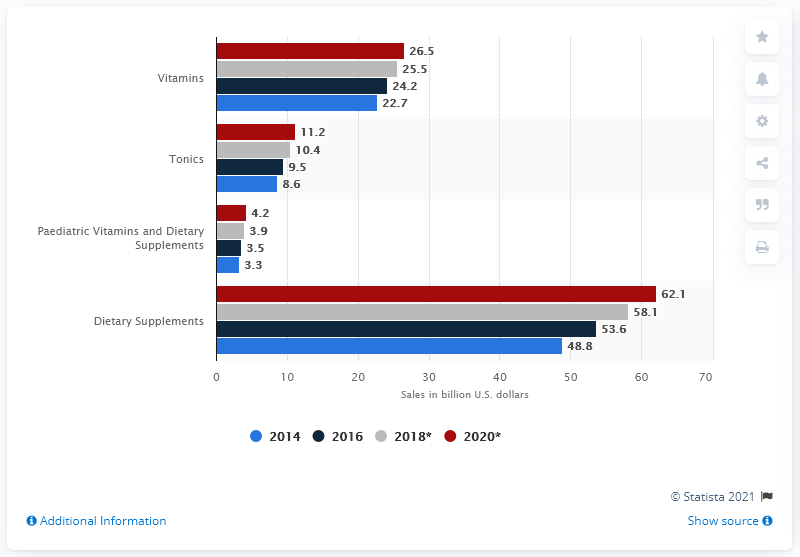 Vitamins
26.5
25.5
24.2
22.7
Tonics
11.2
10.4
9.5
8.6
Paediatric Vitamins and Dietary
Supplements
4.2
3.9
3.5
3.3
Dietary Supplements
62.1
58.1
53.6
48.8
0 10 20 30 40 50 60 70
Sales in billion U.S. dollars
2014 2016 2018* 2020*
© Statista 2021
Additional Information
Show source